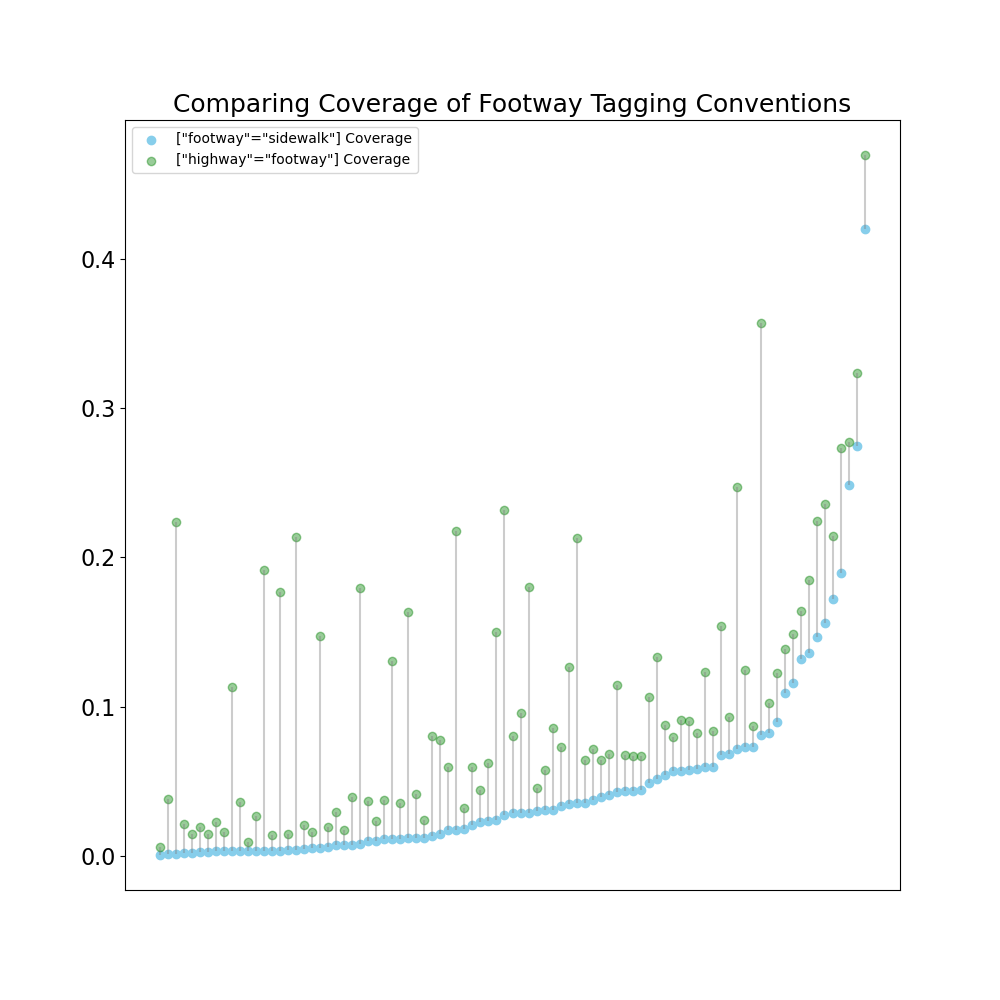 Comparing Coverage of Footway Tagging Conventions
["footway"="sidewalk"] Coverage
["highway"="footway"] Coverage
0.4
0.3
0.2
0.1
0.0